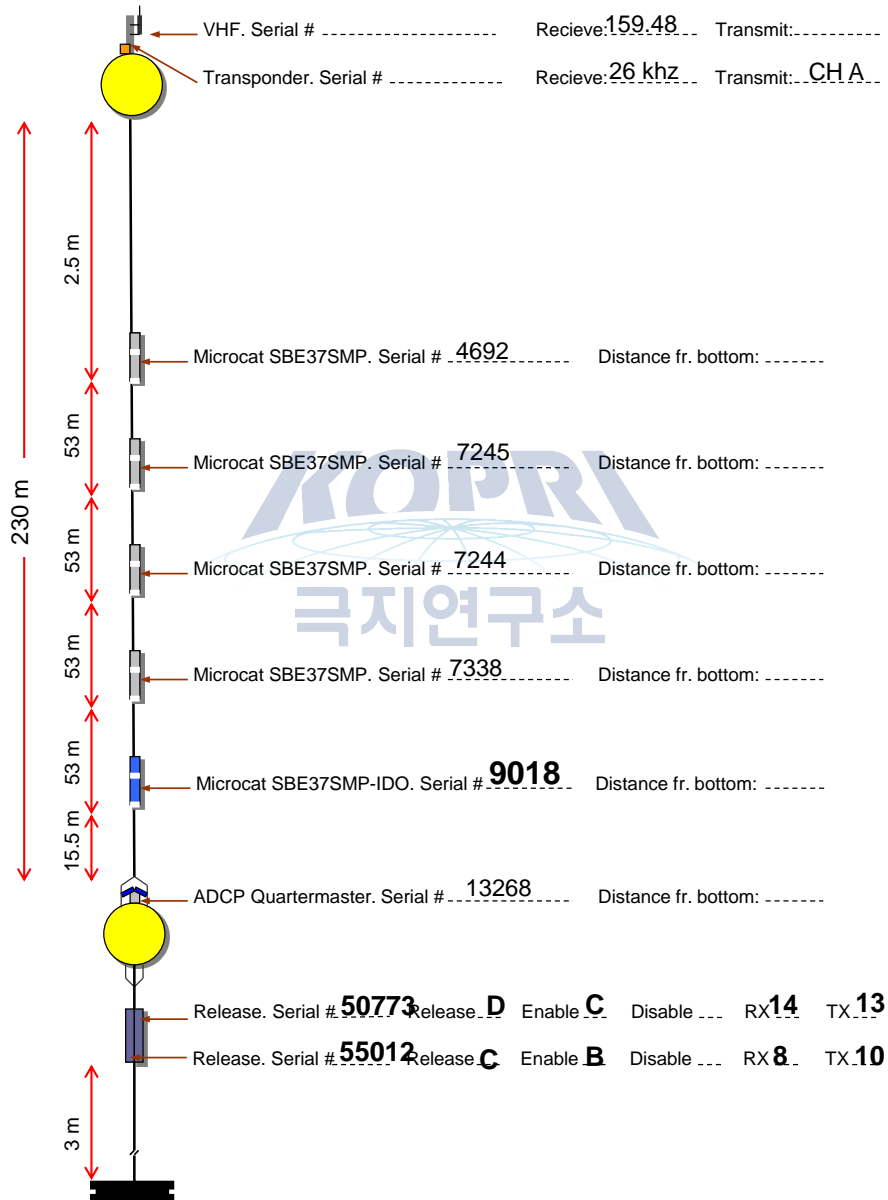 VHF. Serial # Recieve: 159.48 Transmit:
Transponder. Serial # Recieve: 26 khz Transmit: CH A
2.5 m
Microcat SBE37SMP. Serial # 4692 Distance fr. bottom:
53 m
Microcat SBE37SMP. Serial # 7245 Distance fr. bottom:
KOPRI
230 m
53 m
Microcat SBE37SMP. Serial # 7244 Distance fr. bottom:
극지연구소
53 m
Microcat SBE37SMP. Serial # 7338 Distance fr. bottom:
53 m
Microcat SBE37SMP-IDO. Serial # 9018 Distance fr. bottom:
15.5 m
ADCP Quartermaster. Serial # 13268 Distance fr. bottom:
Release. Serial # 50773 Release D Enable C Disable RX 14 TX 13
Release. Serial # 55012 Release C Enable B Disable RX 8 TX 10
3 m